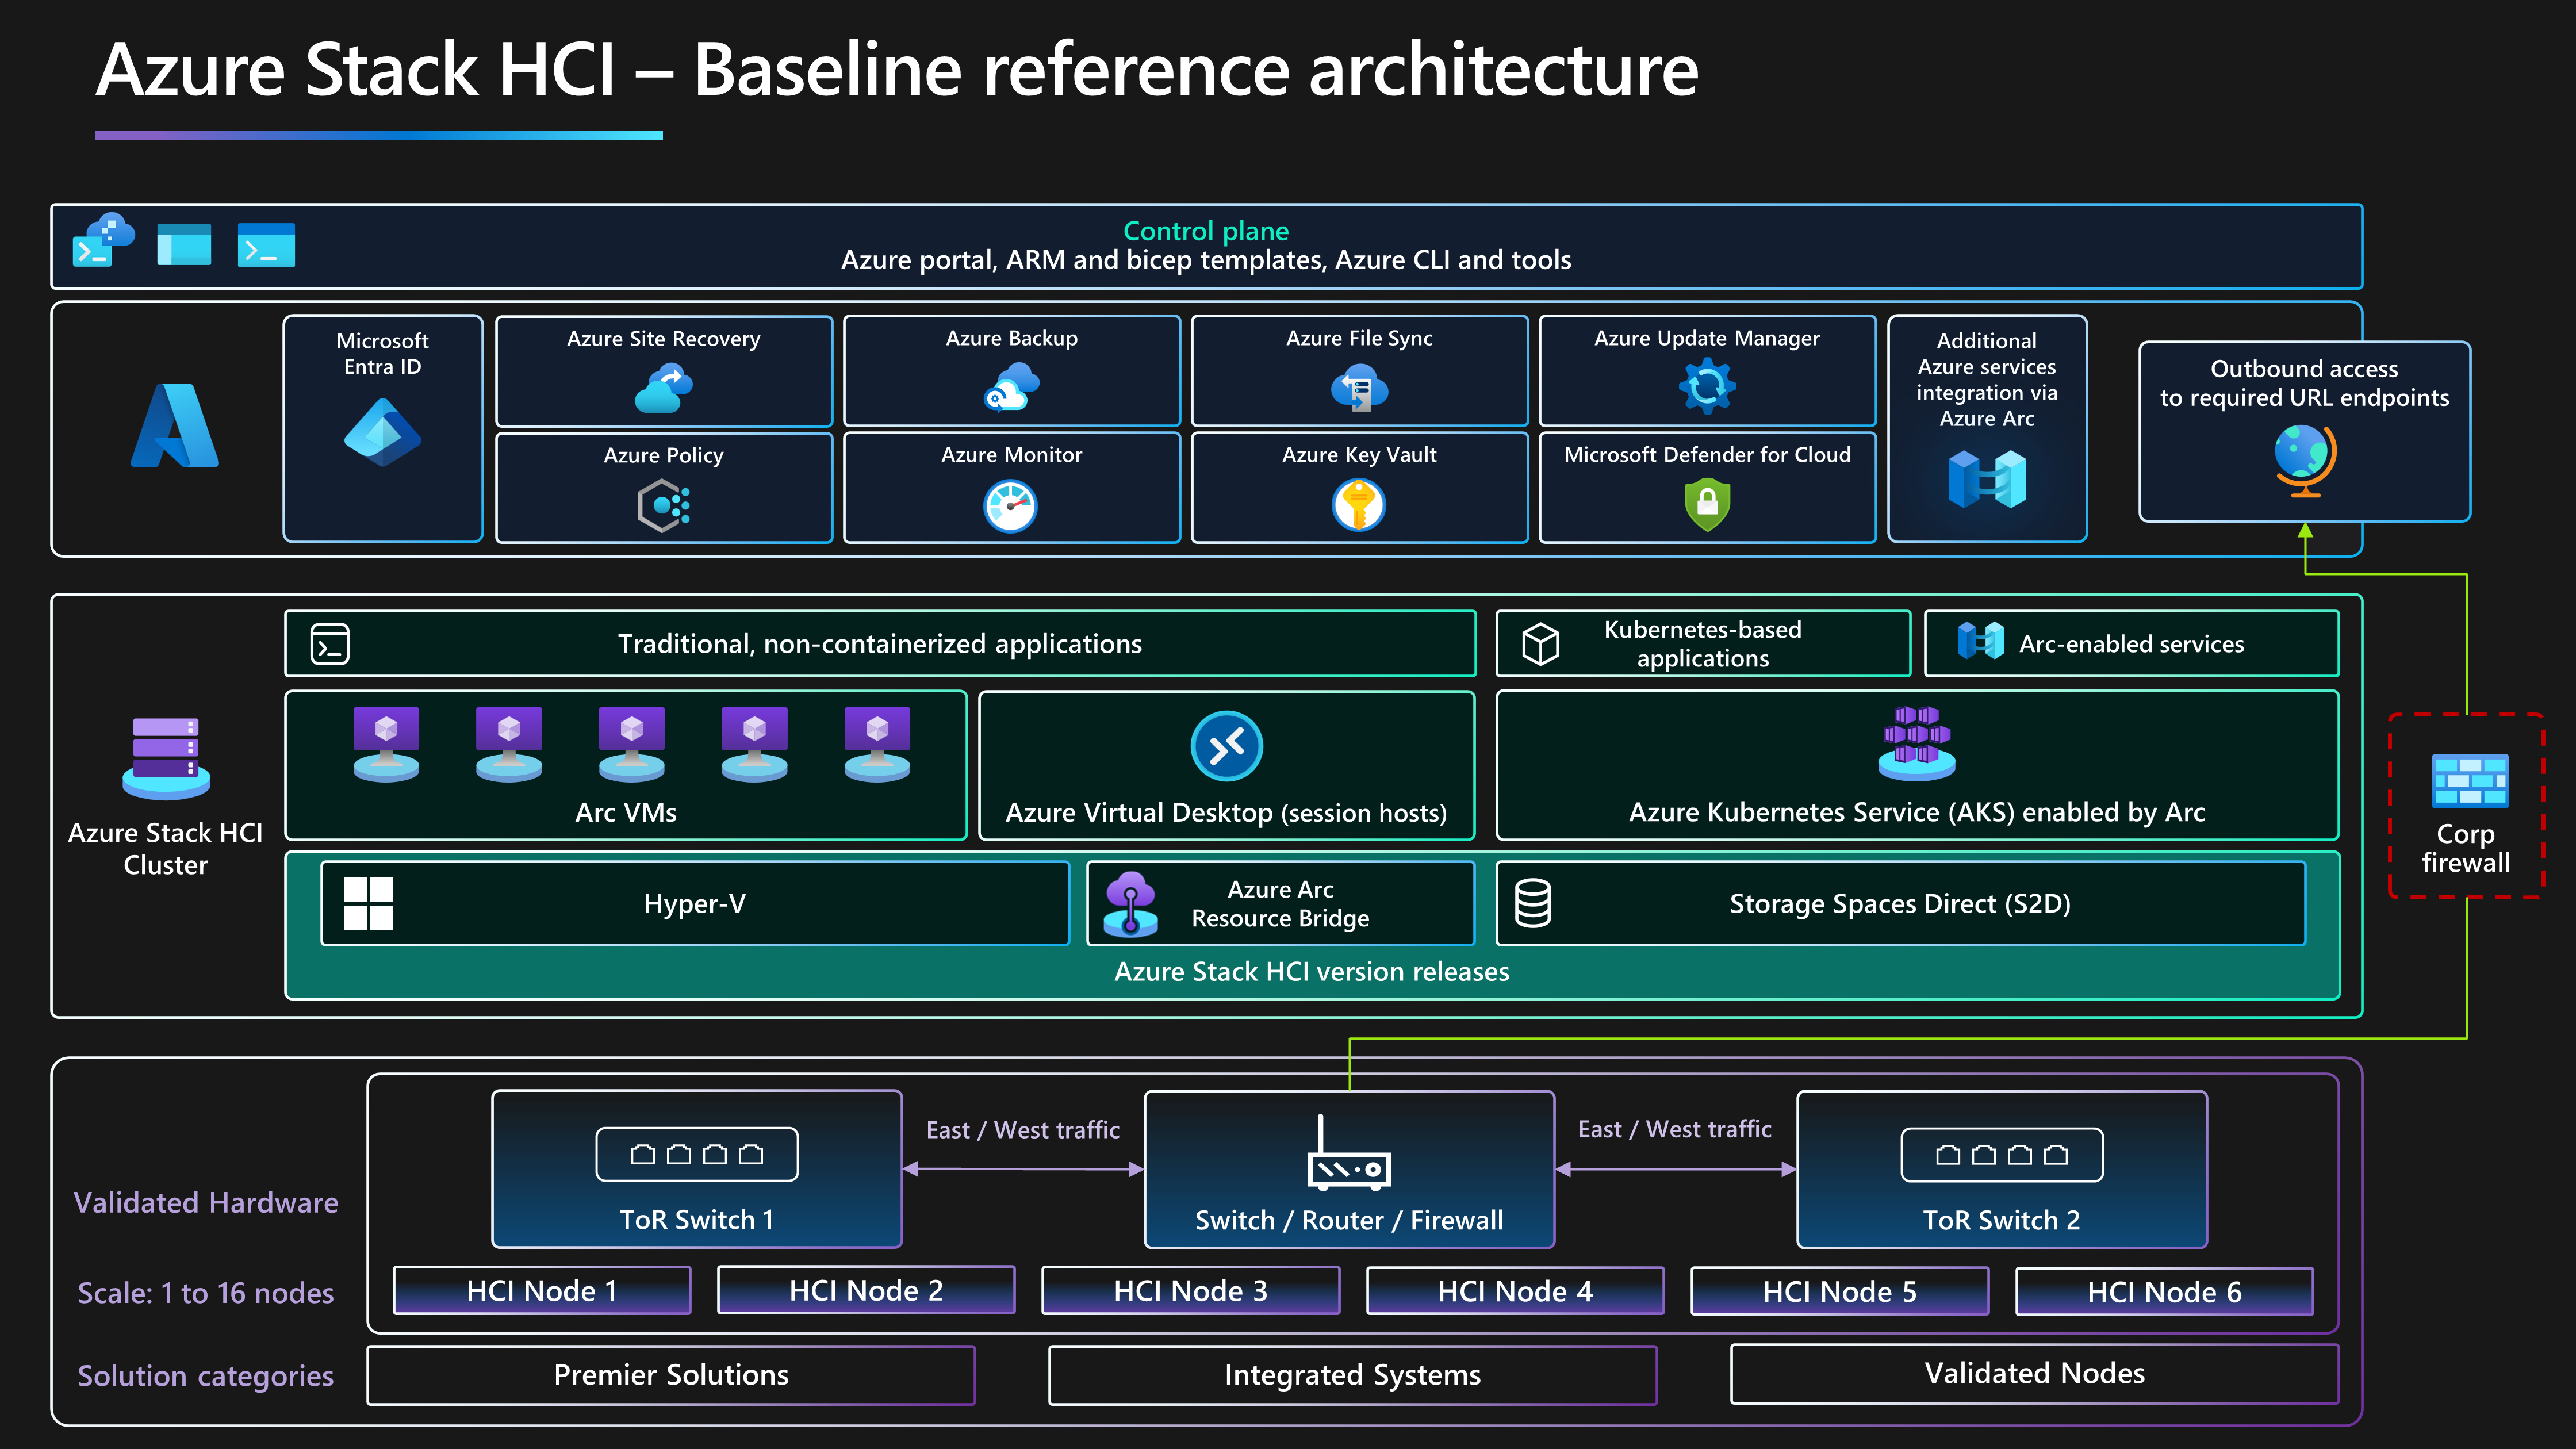 Azure Stack HCI – Baseline reference architecture
Control plane
Azure portal, ARM and bicep templates, Azure CLI and tools
Microsoft
Entra ID
Azure Site Recovery
Azure Backup
Azure File Sync
Azure Update Manager
Azure Policy
Azure Monitor
Azure Key Vault
Microsoft Defender for Cloud
Additional
Azure services
integration via
Azure Arc
Outbound access
to required URL endpoints
Azure Stack HCI
Cluster
Traditional, non-containerized applications
Kubernetes-based
applications
Arc-enabled services
Arc VMs
Azure Virtual Desktop (session hosts)
Azure Kubernetes Service (AKS) enabled by Arc
Hyper-V
Azure Arc
Resource Bridge
Storage Spaces Direct (S2D)
Azure Stack HCI version releases
Corp
firewall
Validated Hardware
ToR Switch 1
East / West traffic
Switch / Router / Firewall
East / West traffic
ToR Switch 2
Scale: 1 to 16 nodes
HCI Node 1
HCI Node 2
HCI Node 3
HCI Node 4
HCI Node 5
HCI Node 6
Solution categories
Premier Solutions
Integrated Systems
Validated Nodes